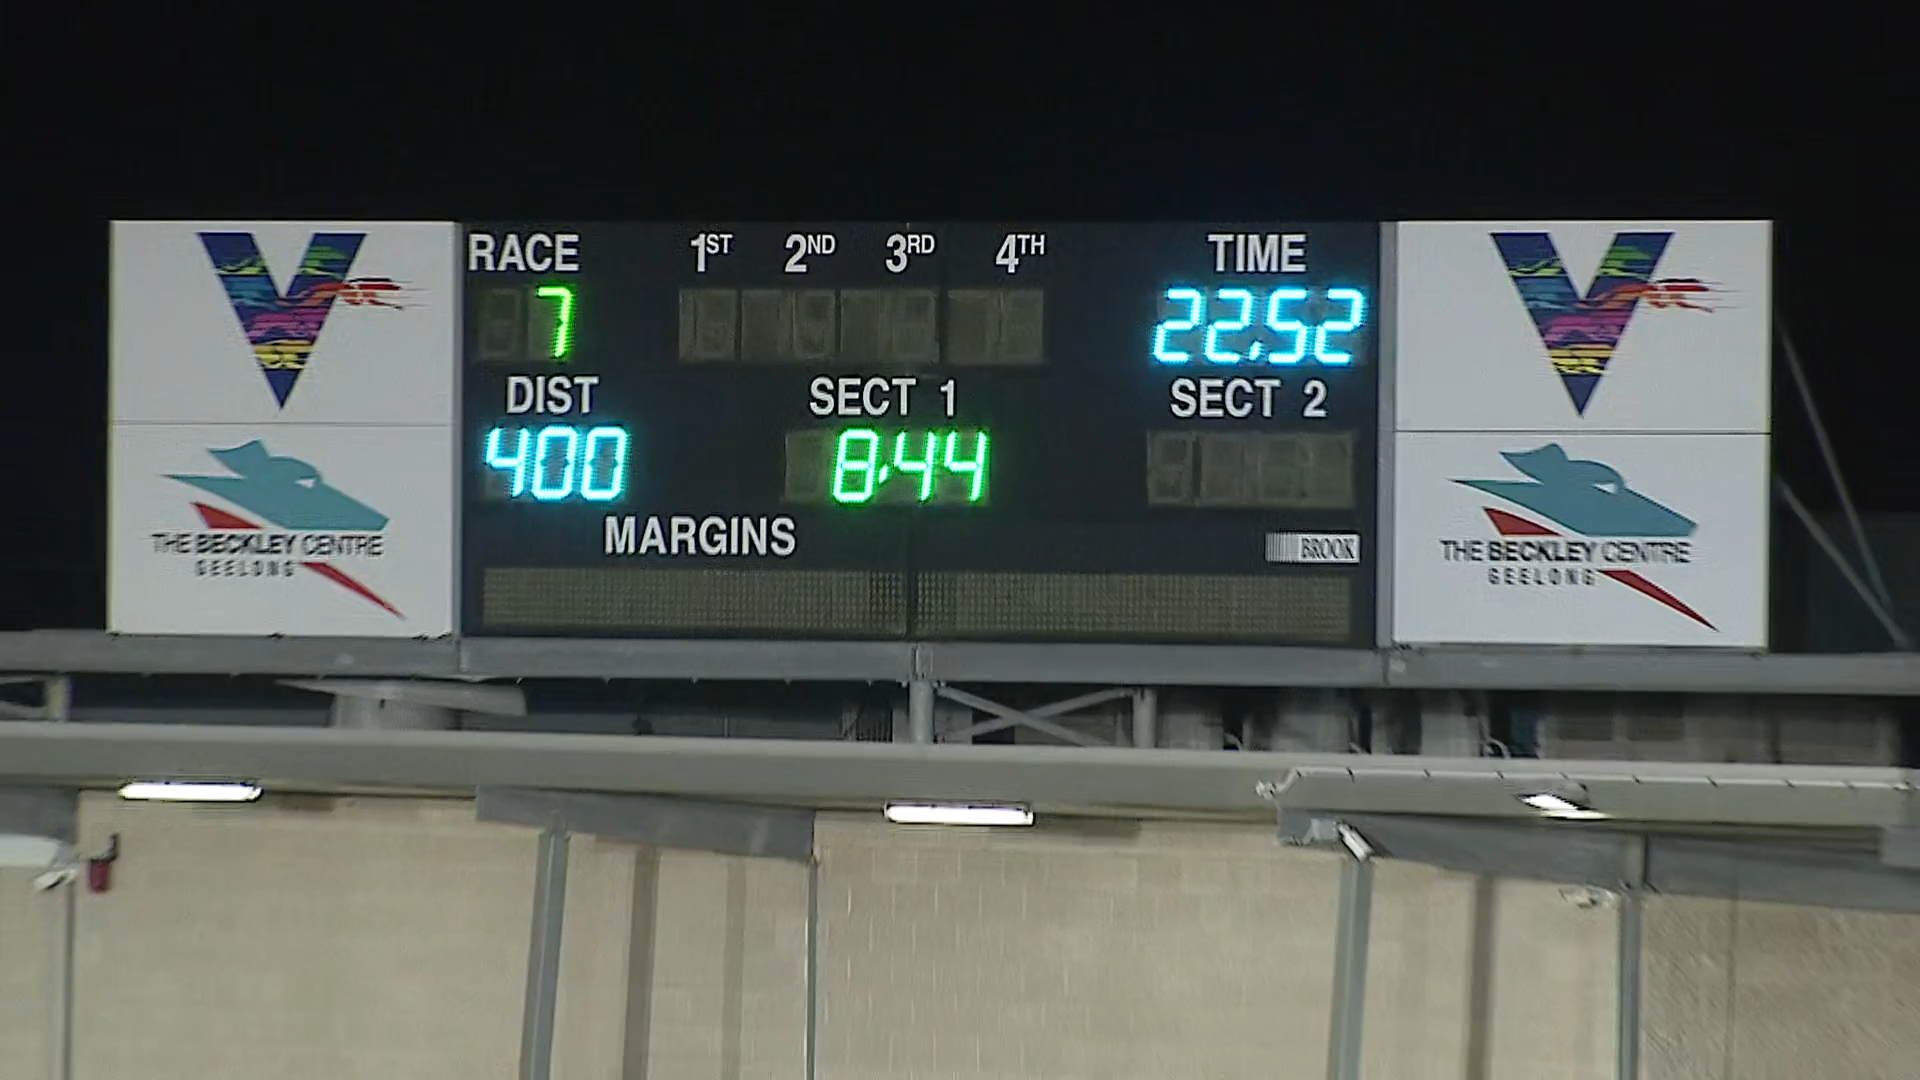 RACE 1ST 2ND 3RD 4TH TIME
7 22.52
DIST SECT 1 SECT 2
400 8.44
MARGINS
BROOK
V
THE BECKLEY CENTRE
GEELONG
V
THE BECKLEY CENTRE
GEELONG